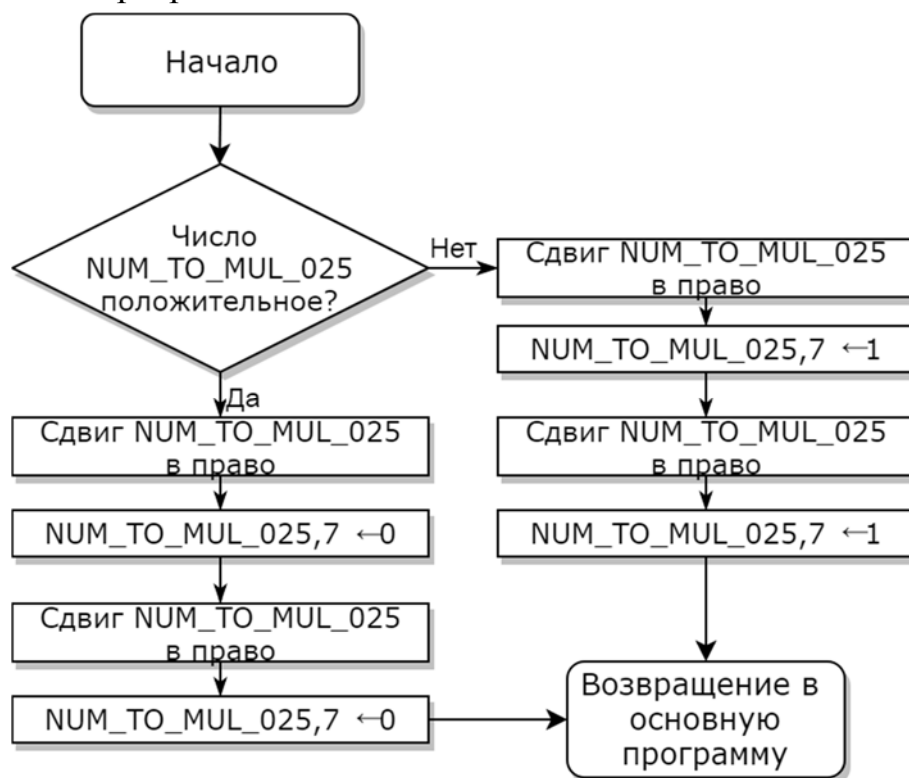 Начало
Число
NUM_TO_MUL_025
положительное?
Нет
Сдвиг NUM_TO_MUL_025
в право
NUM_TO_MUL_025,7 ←1
Сдвиг NUM_TO_MUL_025
в право
NUM_TO_MUL_025,7 ←1
Да
Сдвиг NUM_TO_MUL_025
в право
NUM_TO_MUL_025,7 ←0
Сдвиг NUM_TO_MUL_025
в право
NUM_TO_MUL_025,7 ←0
Возвращение в
основную
программу